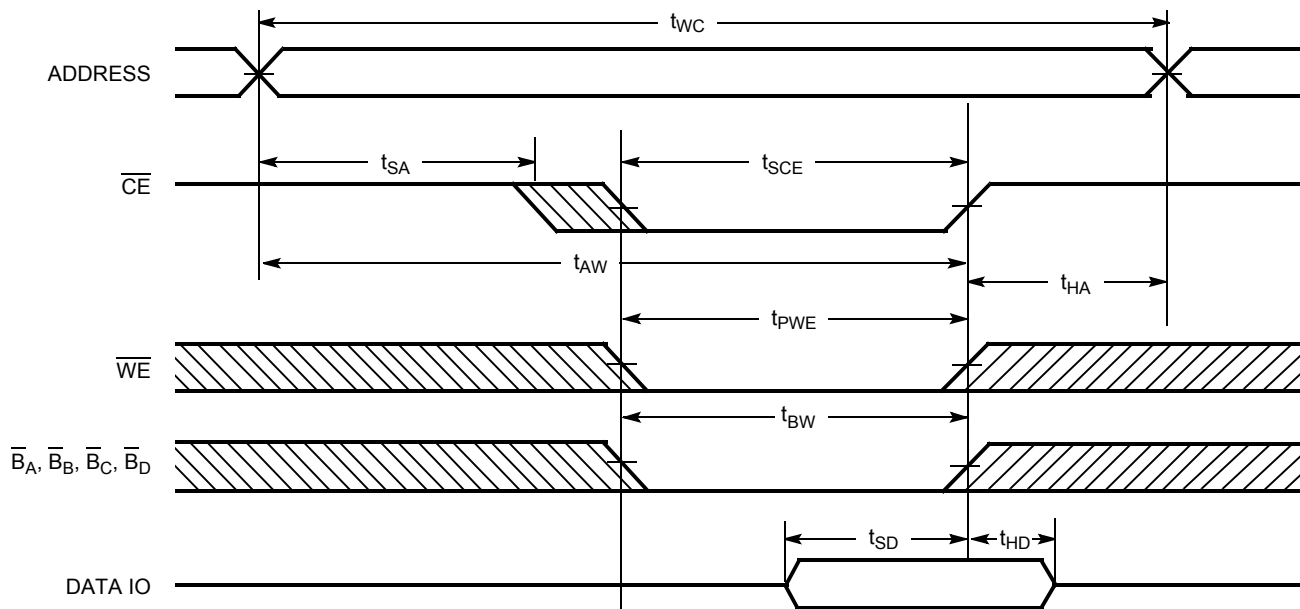 tWC
ADDRESS
tSA
tSCE
CE
tAW
tHA
tPWE
WE
tBW
BA, BB, BC, BD
tSD
tHD
DATA IO